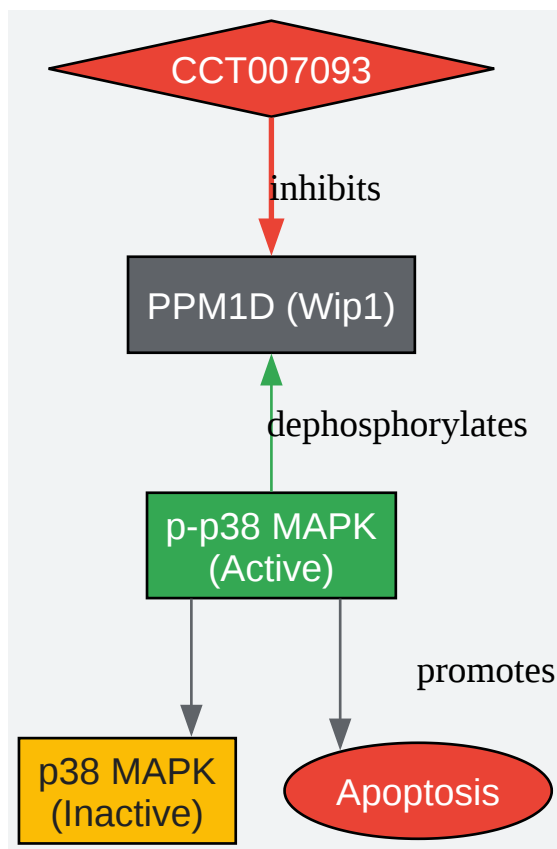 CCT007093
inhibits
PPM1D (Wip1)
dephosphorylates
p-p38 MAPK
(Active)
promotes
p38 MAPK
(Inactive)
Apoptosis